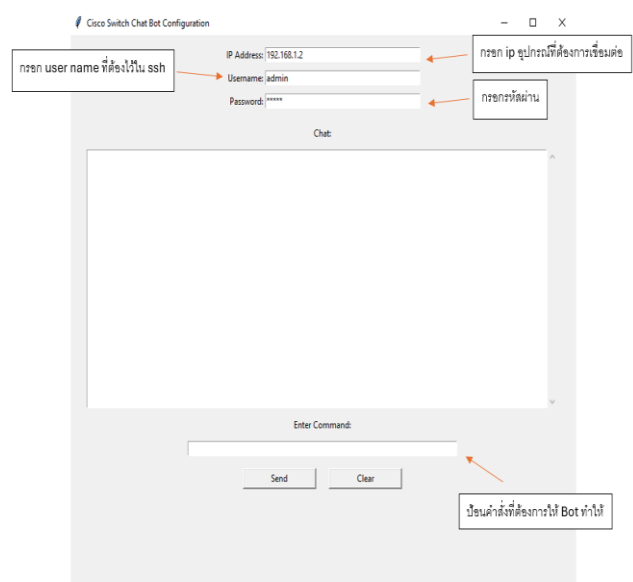 Cisco Switch Chat Bot Configuration
IP Address: 192.168.1.2
กรอก ip อุปกรณ์ที่ต้องการเชื่อมต่อ
กรอก user name ที่ต้องไว้ใน ssh
Username: admin
Password: *****
กรอกรหัสผ่าน
Chat:
Enter Command:
Send Clear
ป้อนคำสั่งที่ต้องการให้ Bot ทำให้